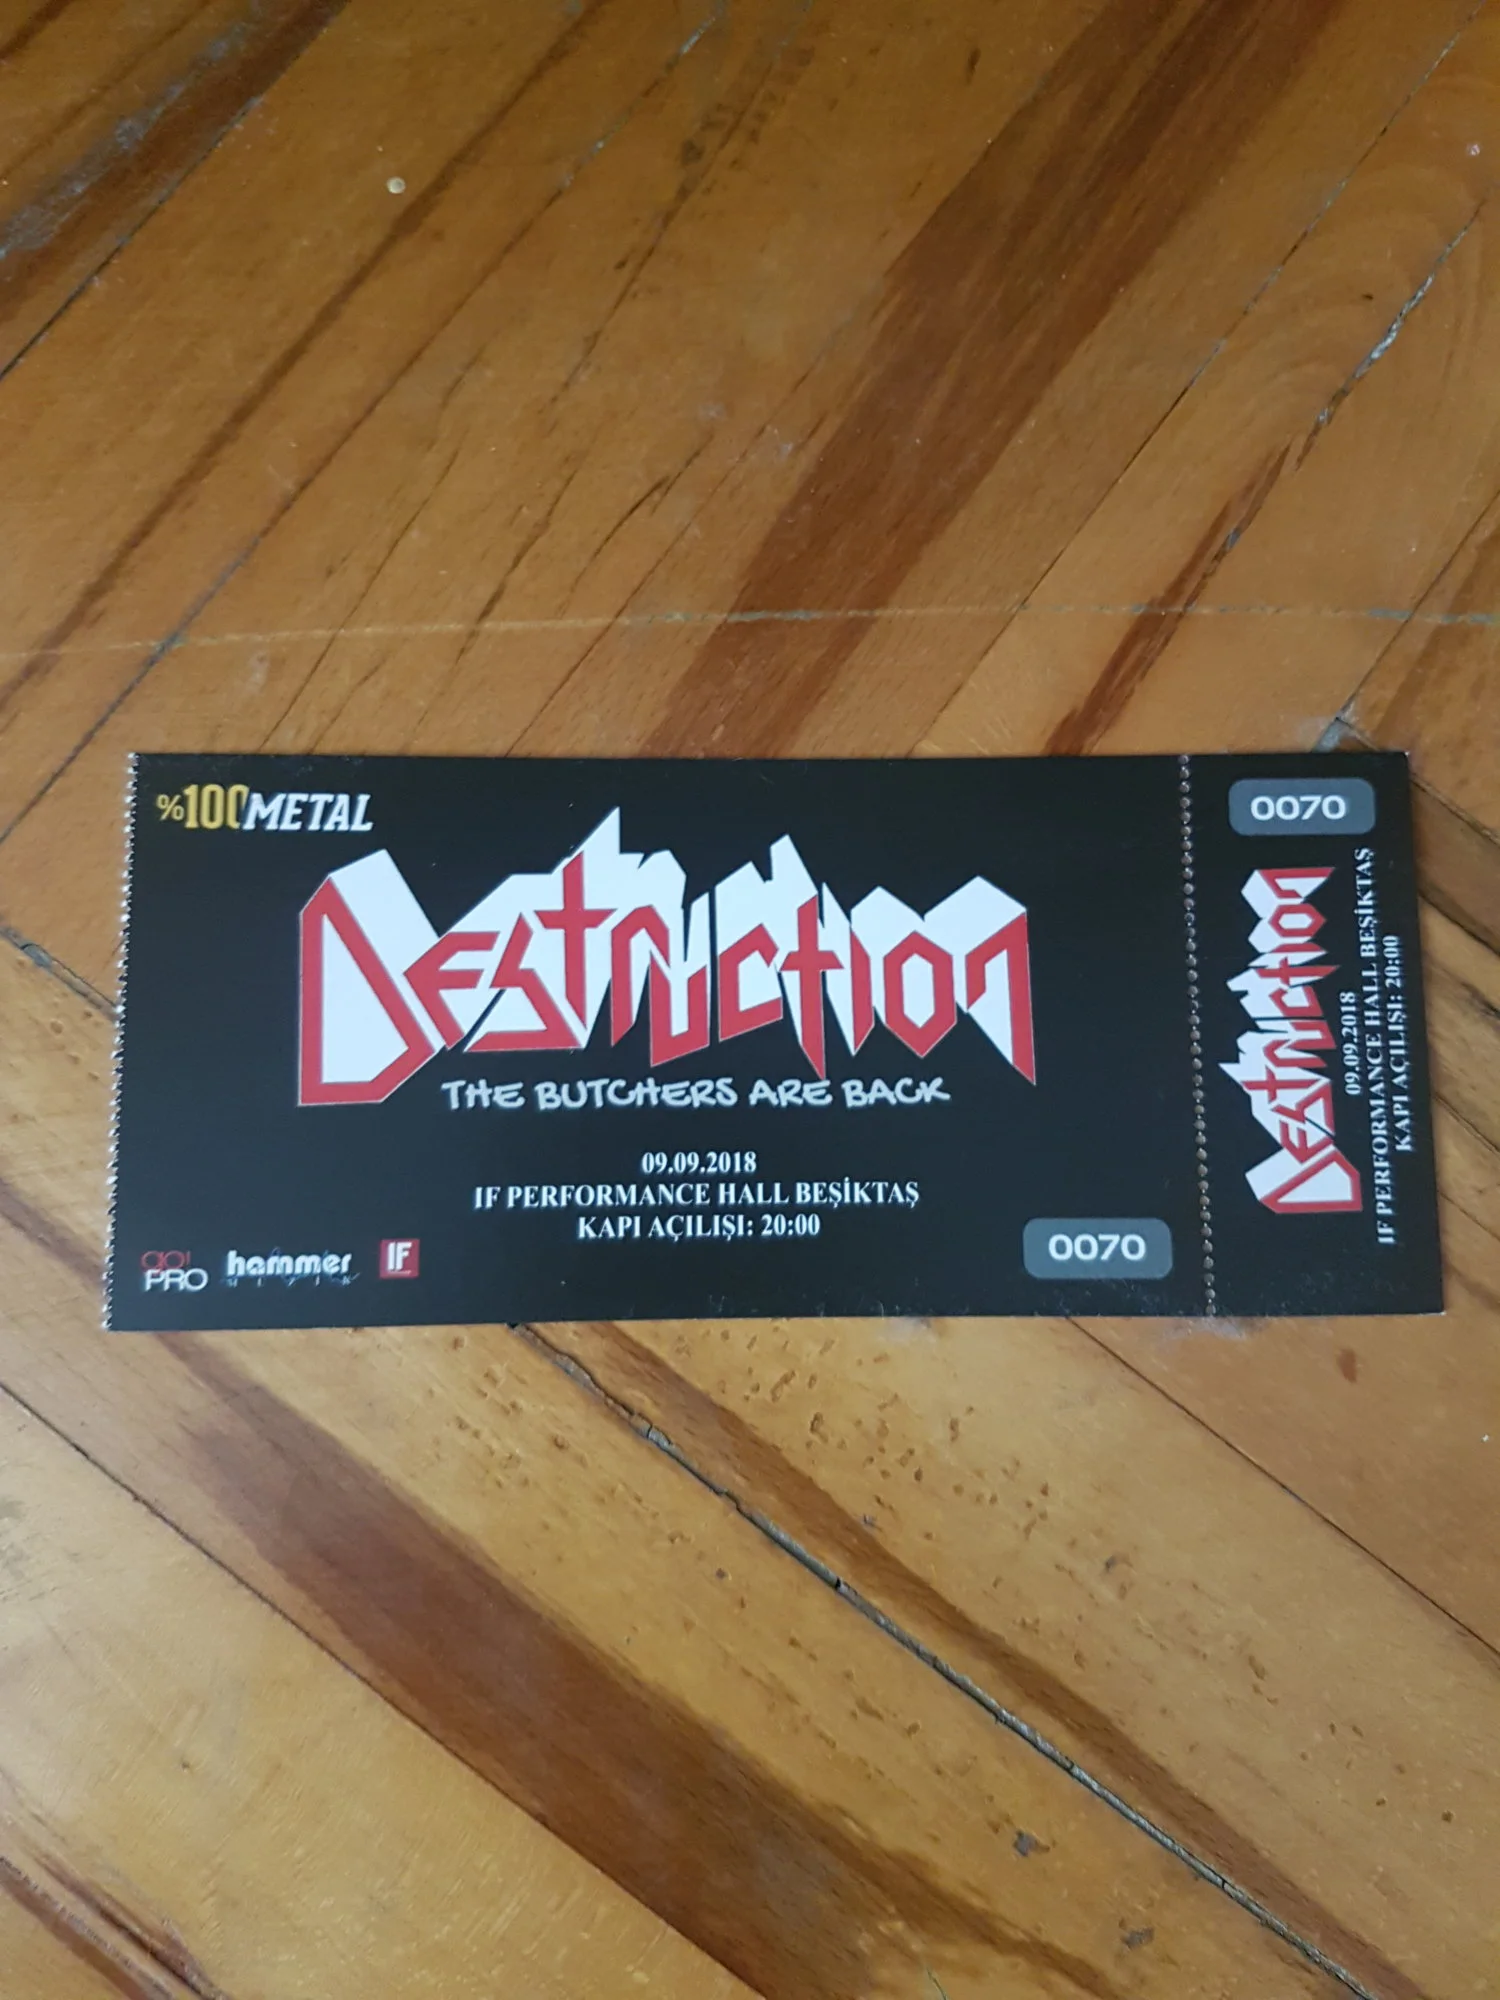 %100METAL
DESTRUCTION
THE BUTCHERS ARE BACK
09.09.2018
IF PERFORMANCE HALL BEŞİKTAŞ
KAPI AÇILIŞI: 20:00
go!
PRO
hammer
MÜZİK
IF
0070
0070
DESTRUCTION
09.09.2018
IF PERFORMANCE HALL BEŞİKTAŞ
KAPI AÇILIŞI: 20:00